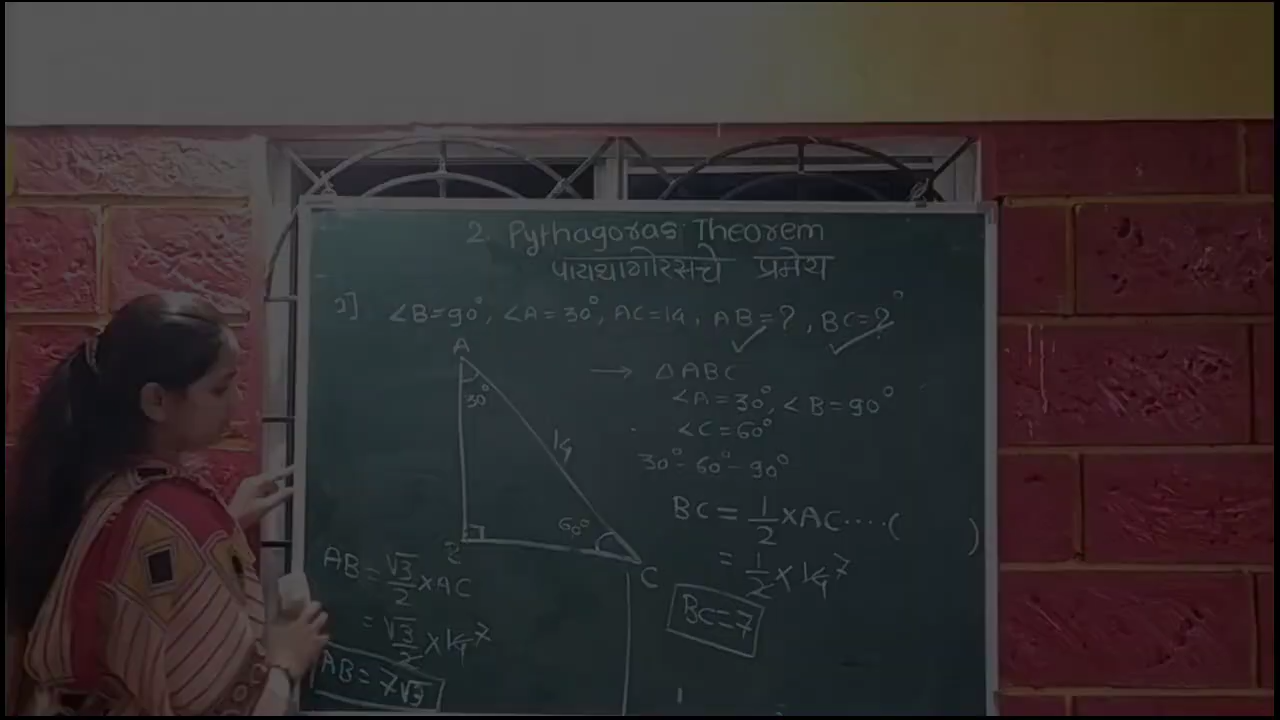 2 Pythagoras Theorem
पायथागोरसचे प्रमेय
1] ∠B=90°, ∠A=30°, AC=14, AB=?, BC=?
A
30°
14
60°
C
→ △ABC
∠A=30°, ∠B=90°
∠C=60°
30°-60°-90°
BC = 1/2 × AC ....( )
= 1/2 × 14 7
BC=7
AB = √3/2 × AC
= √3/2 × 14 7
AB = 7√3